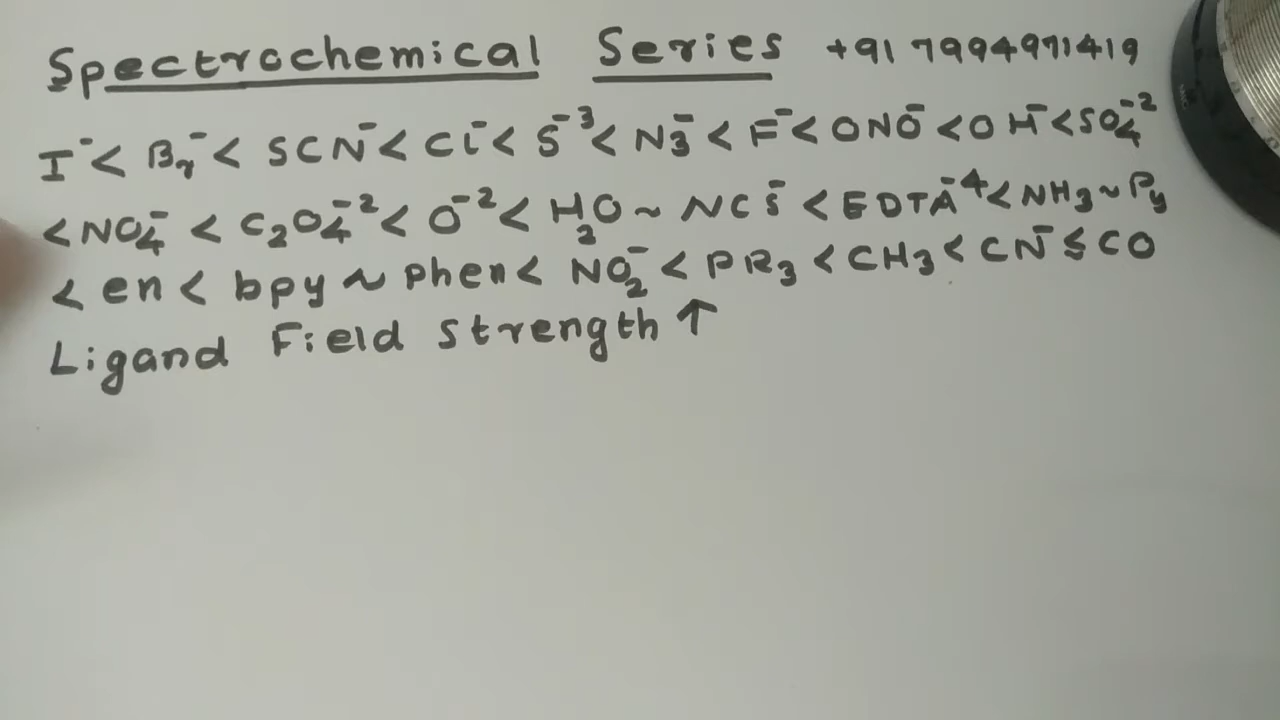 Spectrochemical Series +91 7994971419
I⁻ < Br⁻ < SCN⁻ < Cl⁻ < S⁻³ < N₃⁻ < F⁻ < ONO⁻ < OH⁻ < SO₄⁻²
< NO₄⁻ < C₂O₄⁻² < O⁻² < H₂O ~ NCS⁻ < EDTA⁻⁴ < NH₃ ~ Py
< en < bpy ~ phen < NO₂⁻ < PR₃ < CH₃ < CN⁻ ≤ CO
Ligand Field strength ↑